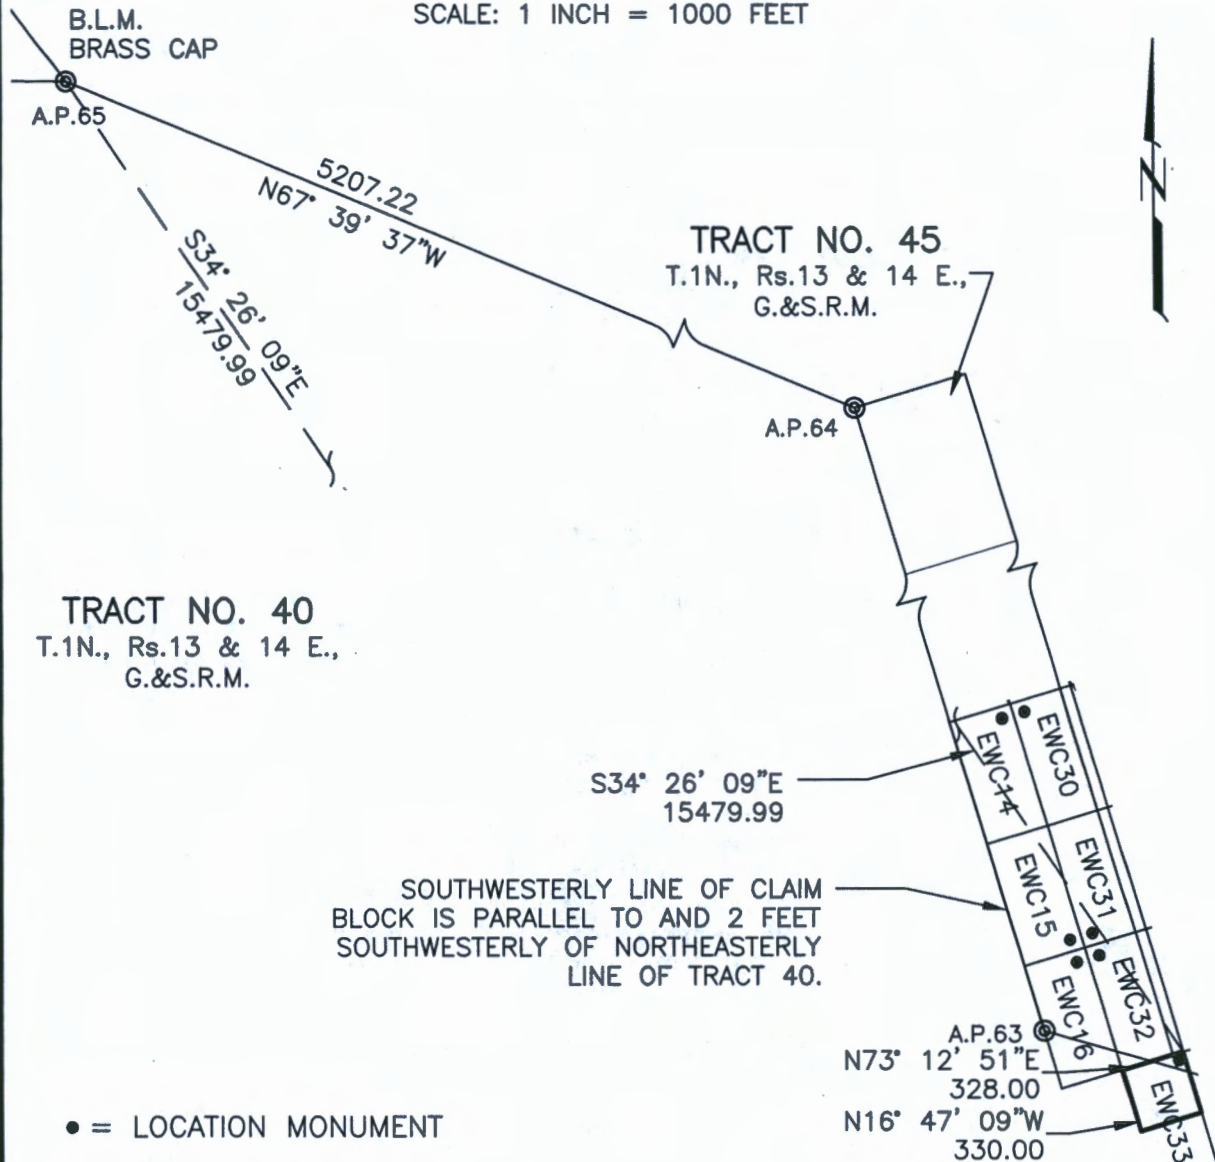 SCALE: 1 INCH = 1000 FEET
B.L.M.
BRASS CAP
A.P.65
5207.22
N67° 39' 37"W
S34° 26' 09"E
15479.99
TRACT NO. 45
T.1N., Rs.13 & 14 E.,
G.&S.R.M.
N
A.P.64
TRACT NO. 40
T.1N., Rs.13 & 14 E.,
G.&S.R.M.
EWC14
EWC30
S34° 26' 09"E
15479.99
EWC15
EWC31
SOUTHWESTERLY LINE OF CLAIM
BLOCK IS PARALLEL TO AND 2 FEET
SOUTHWESTERLY OF NORTHEASTERLY
LINE OF TRACT 40.
EWC16
EWC32
A.P.63
N73° 12' 51"E
328.00
N16° 47' 09"W
330.00
EWC33
● = LOCATION MONUMENT